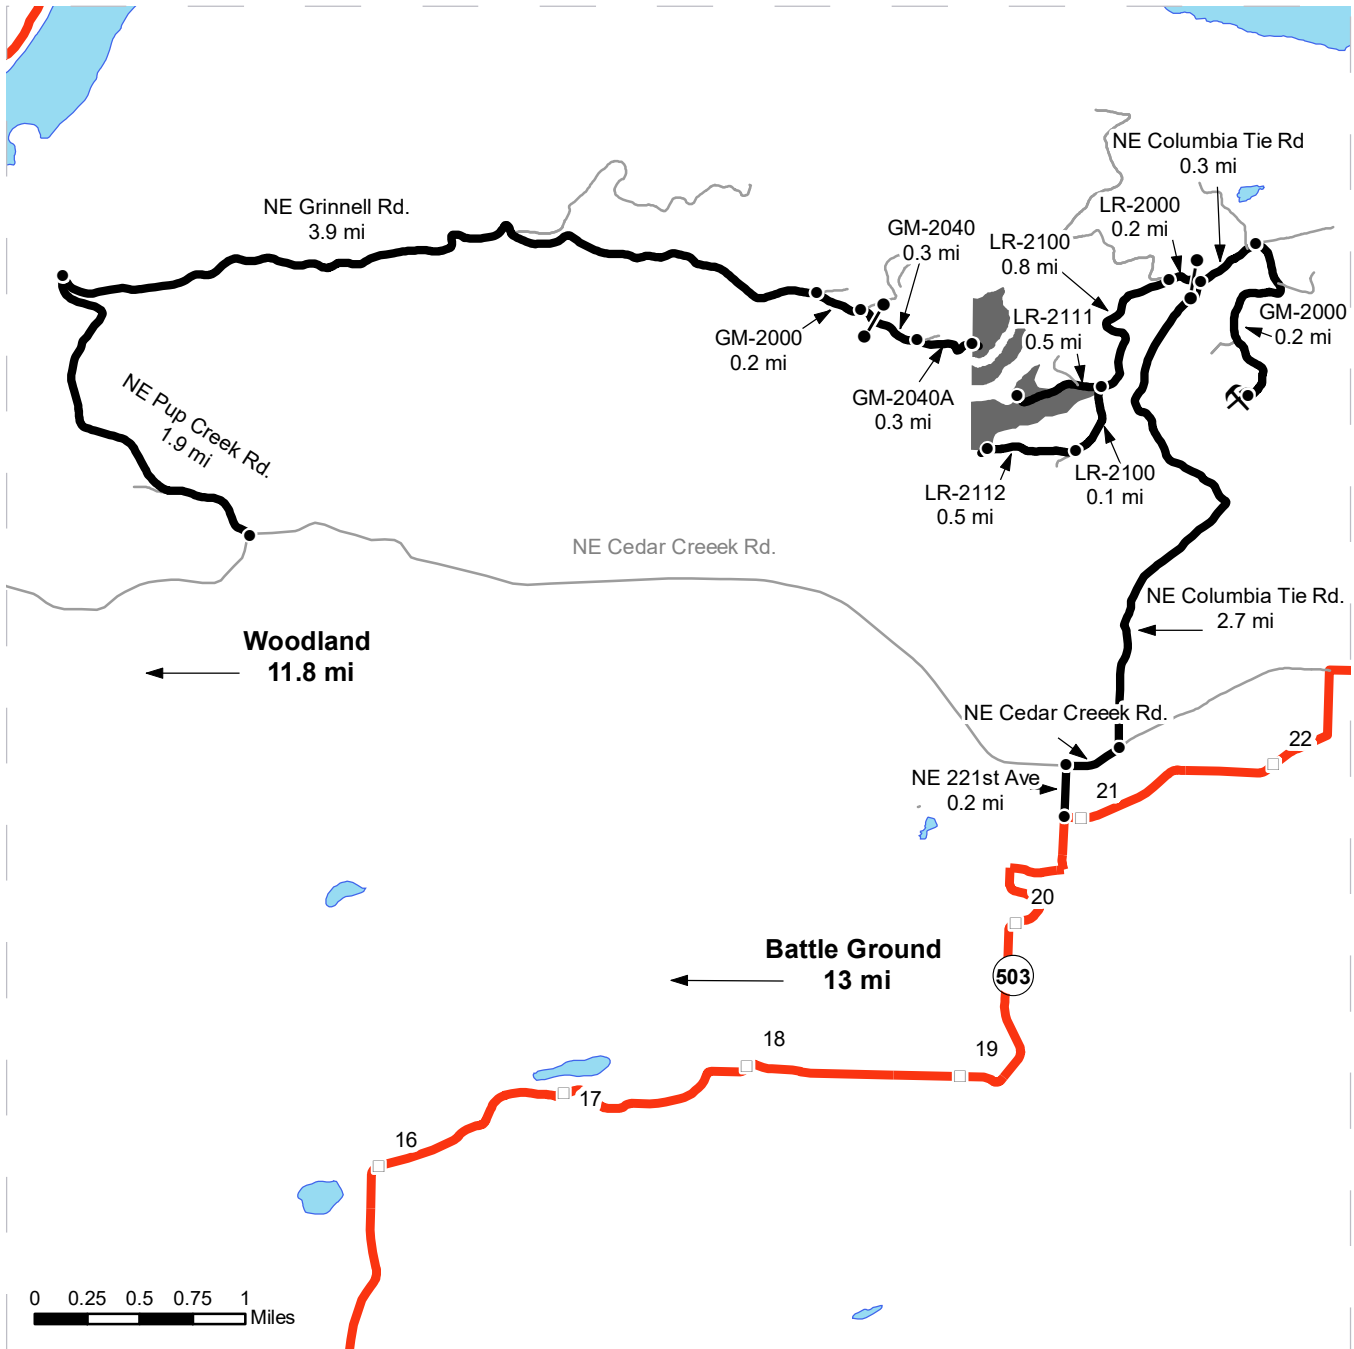 NE Columbia Tie Rd
0.3 mi
NE Grinnell Rd.
3.9 mi
LR-2000
0.2 mi
GM-2040
0.3 mi
LR-2100
0.8 mi
LR-2111
0.5 mi
GM-2000
0.2 mi
GM-2000
0.2 mi
GM-2040A
0.3 mi
NE Pup Creek Rd.
1.9 mi
LR-2100
0.1 mi
LR-2112
0.5 mi
NE Cedar Creeek Rd.
NE Columbia Tie Rd.
2.7 mi
Woodland
11.8 mi
NE Cedar Creeek Rd.
22
NE 221st Ave
0.2 mi
21
20
Battle Ground
13 mi
503
18
19
17
16
0 0.25 0.5 0.75 1
Miles